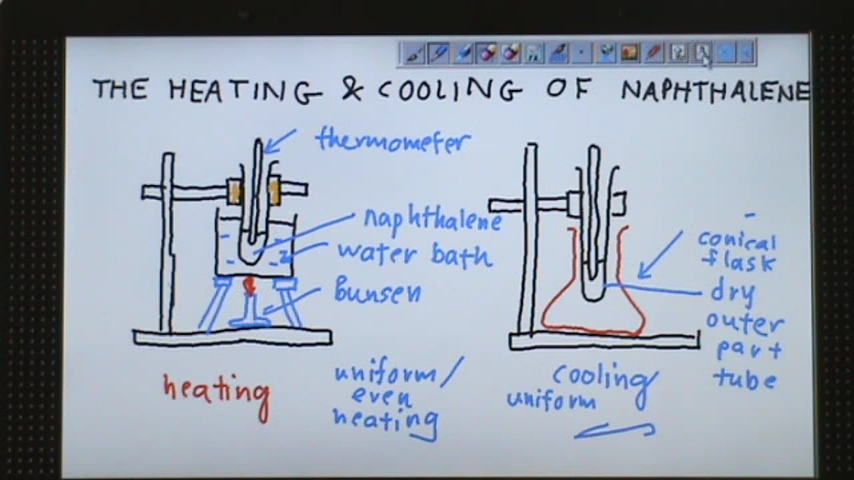 THE HEATING & COOLING OF NAPHTHALENE
thermometer
naphthalene
water bath
Bunsen
heating
uniform/
even
heating
conical
flask
dry
outer
part
tube
cooling
uniform